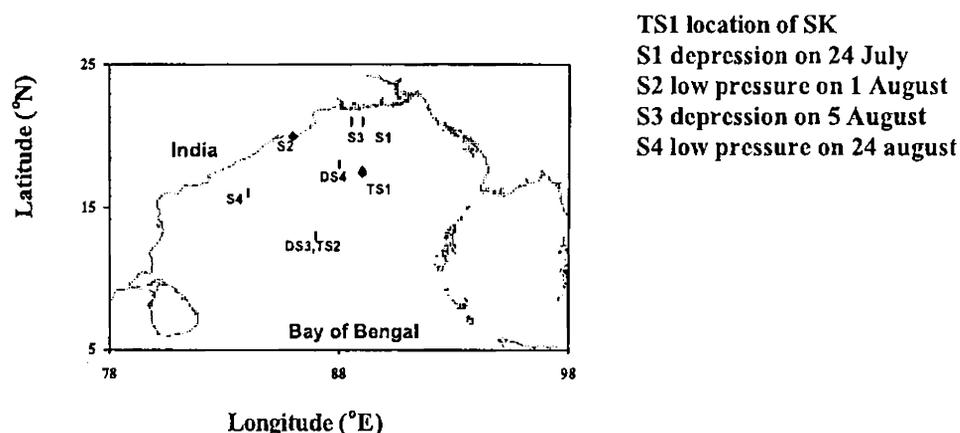 TS1 location of SK
S1 depression on 24 July
S2 low pressure on 1 August
S3 depression on 5 August
S4 low pressure on 24 august
Latitude (°N)
25
15
5
India
S2
S3
S1
DS4
TS1
S4
DS3,TS2
Bay of Bengal
78
88
98
Longitude (°E)